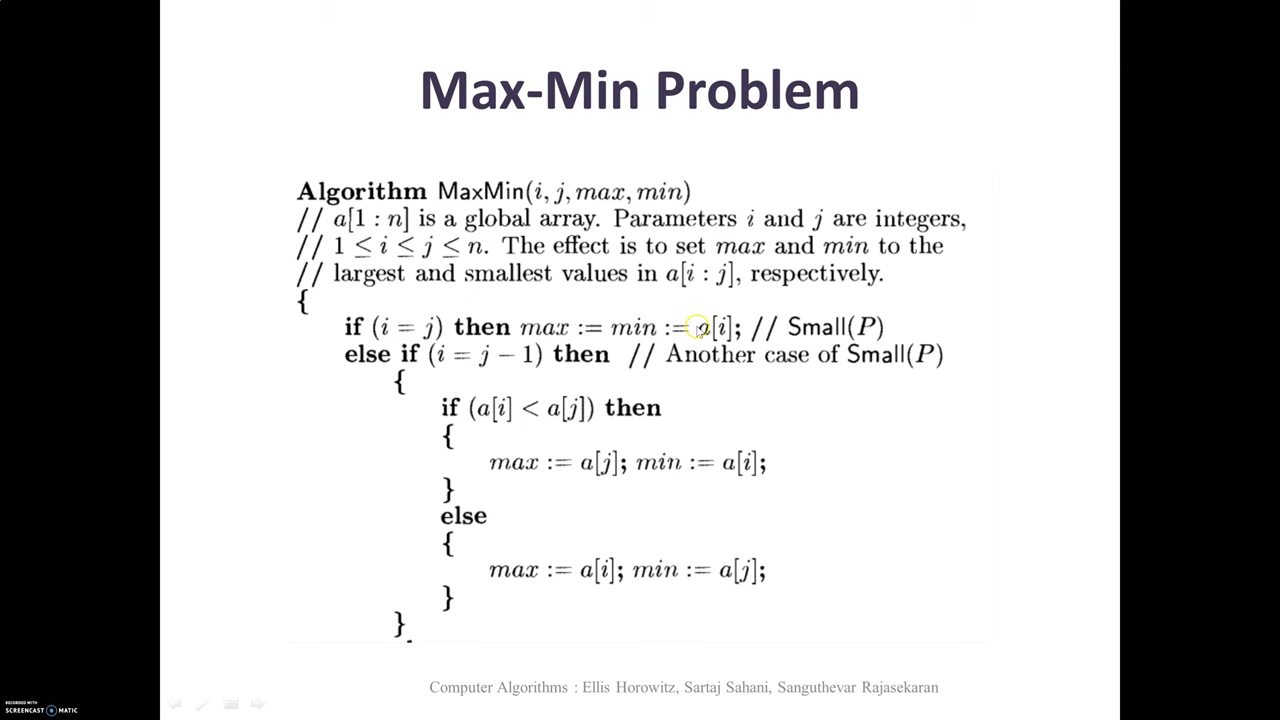 Max-Min Problem
Algorithm MaxMin(i, j, max, min)
// a[1 : n] is a global array. Parameters i and j are integers,
// 1 ≤ i ≤ j ≤ n. The effect is to set max and min to the
// largest and smallest values in a[i : j], respectively.
{
if (i = j) then max := min := a[i]; // Small(P)
else if (i = j − 1) then // Another case of Small(P)
{
if (a[i] < a[j]) then
{
max := a[j]; min := a[i];
}
else
{
max := a[i]; min := a[j];
}
}
Computer Algorithms : Ellis Horowitz, Sartaj Sahani, Sanguthevar Rajasekaran
RECORDED WITH
SCREENCAST MATIC